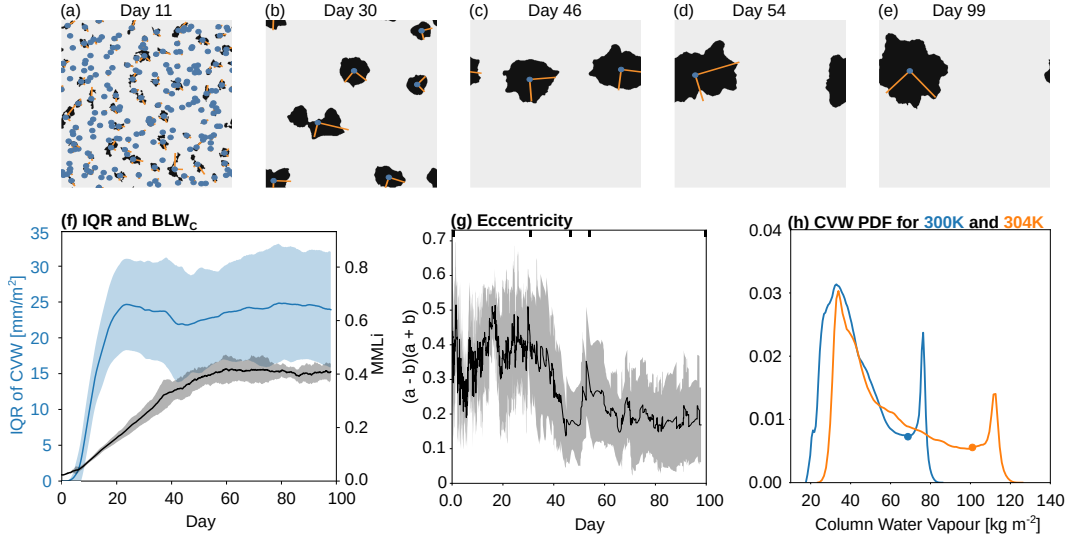 (a) Day 11
(b) Day 30
(c) Day 46
(d) Day 54
(e) Day 99
(f) IQR and BLWC
35
30
25
20
15
10
5
0
IQR of CVW [mm/m²]
0.8
0.6
0.4
0.2
0.0
MMLi
0 20 40 60 80 100
Day
(g) Eccentricity
0.7
0.6
0.5
0.4
0.3
0.2
0.1
0
(a - b)(a + b)
0.0 20 40 60 80 100
Day
(h) CVW PDF for 300K and 304K
0.04
0.03
0.02
0.01
0.00
20 40 60 80 100 120 140
Column Water Vapour [kg m⁻²]